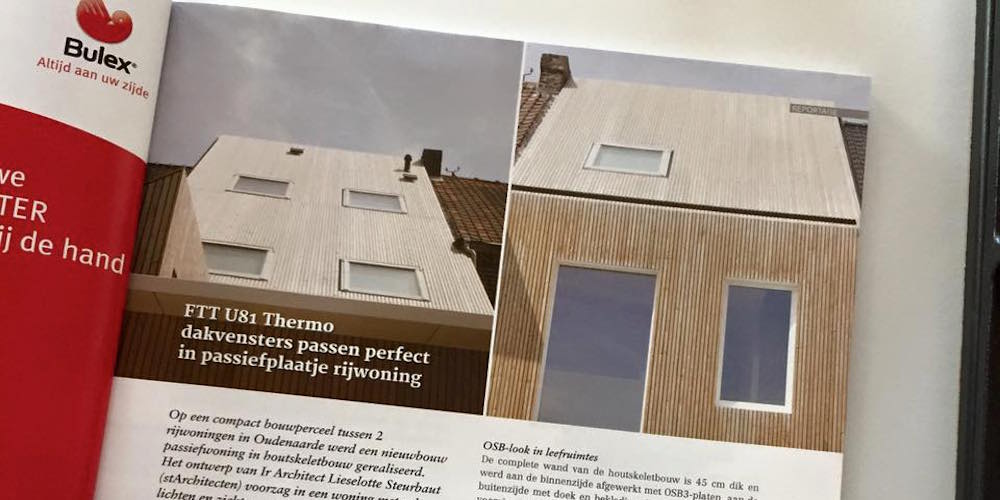 Bulex®
Altijd aan uw zijde
we
TER
ij de hand
REPORTAGE
FTT U81 Thermo
dakvensters passen perfect
in passiefplaatje rijwoning
Op een compact bouwperceel tussen 2
rijwoningen in Oudenaarde werd een nieuwbouw
passiefwoning in houtskeletbouw gerealiseerd.
Het ontwerp van Ir Architect Lieselotte Steurbaut
(stArchitecten) voorzag in een woning met
lichten en
OSB-look in leefruimtes
De complete wand van de houtskeletbouw is 45 cm dik en
werd aan de binnenzijde afgewerkt met OSB3-platen, aan de
buitenzijde met doek en